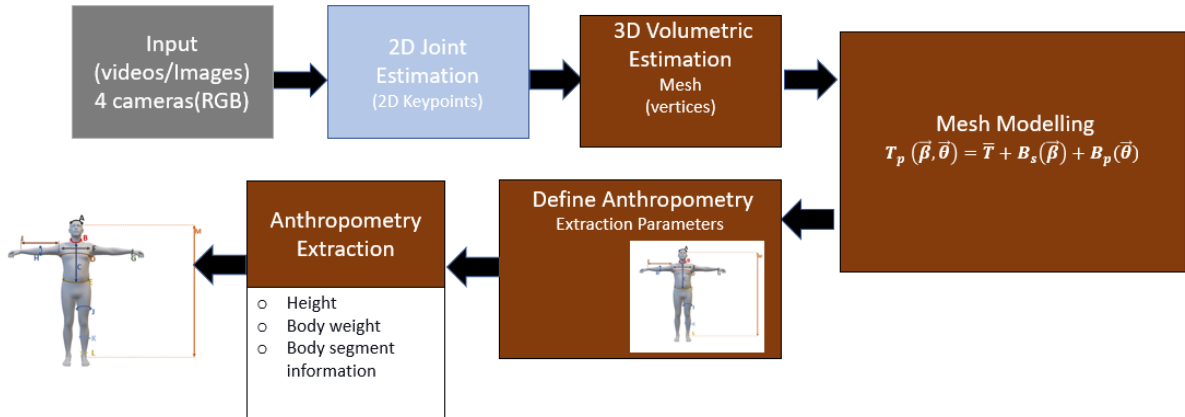 Input
(videos/Images)
4 cameras(RGB)
2D Joint
Estimation
(2D Keypoints)
3D Volumetric
Estimation
Mesh
(vertices)
Mesh Modelling
T_p (β⃗, θ⃗) = T̅ + B_s(β⃗) + B_p(θ⃗)
Define Anthropometry
Extraction Parameters
Anthropometry
Extraction
○ Height
○ Body weight
○ Body segment
information
A
M
B
H
C
D
G
E
J
K
L